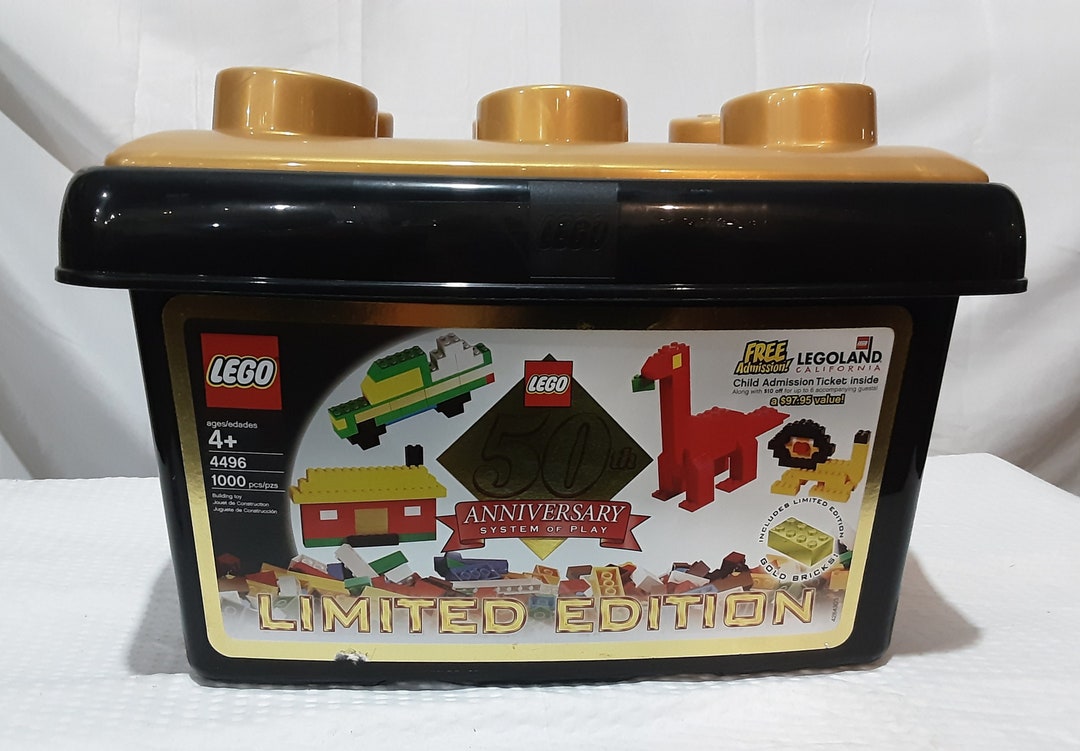 LEGO
LEGO
ages/edades
4+
4496
1000 pcs/pzs
Building toy
Jouet de Construction
Juguete de Construcción
LEGO
50th
ANNIVERSARY
SYSTEM OF PLAY
FREE
Admission!
LEGOLAND
CALIFORNIA
Child Admission Ticket inside
Along with $10 off for up to 6 accompanying guests!
a $97.95 value!
INCLUDES LIMITED EDITION
GOLD BRICKS!
LIMITED EDITION